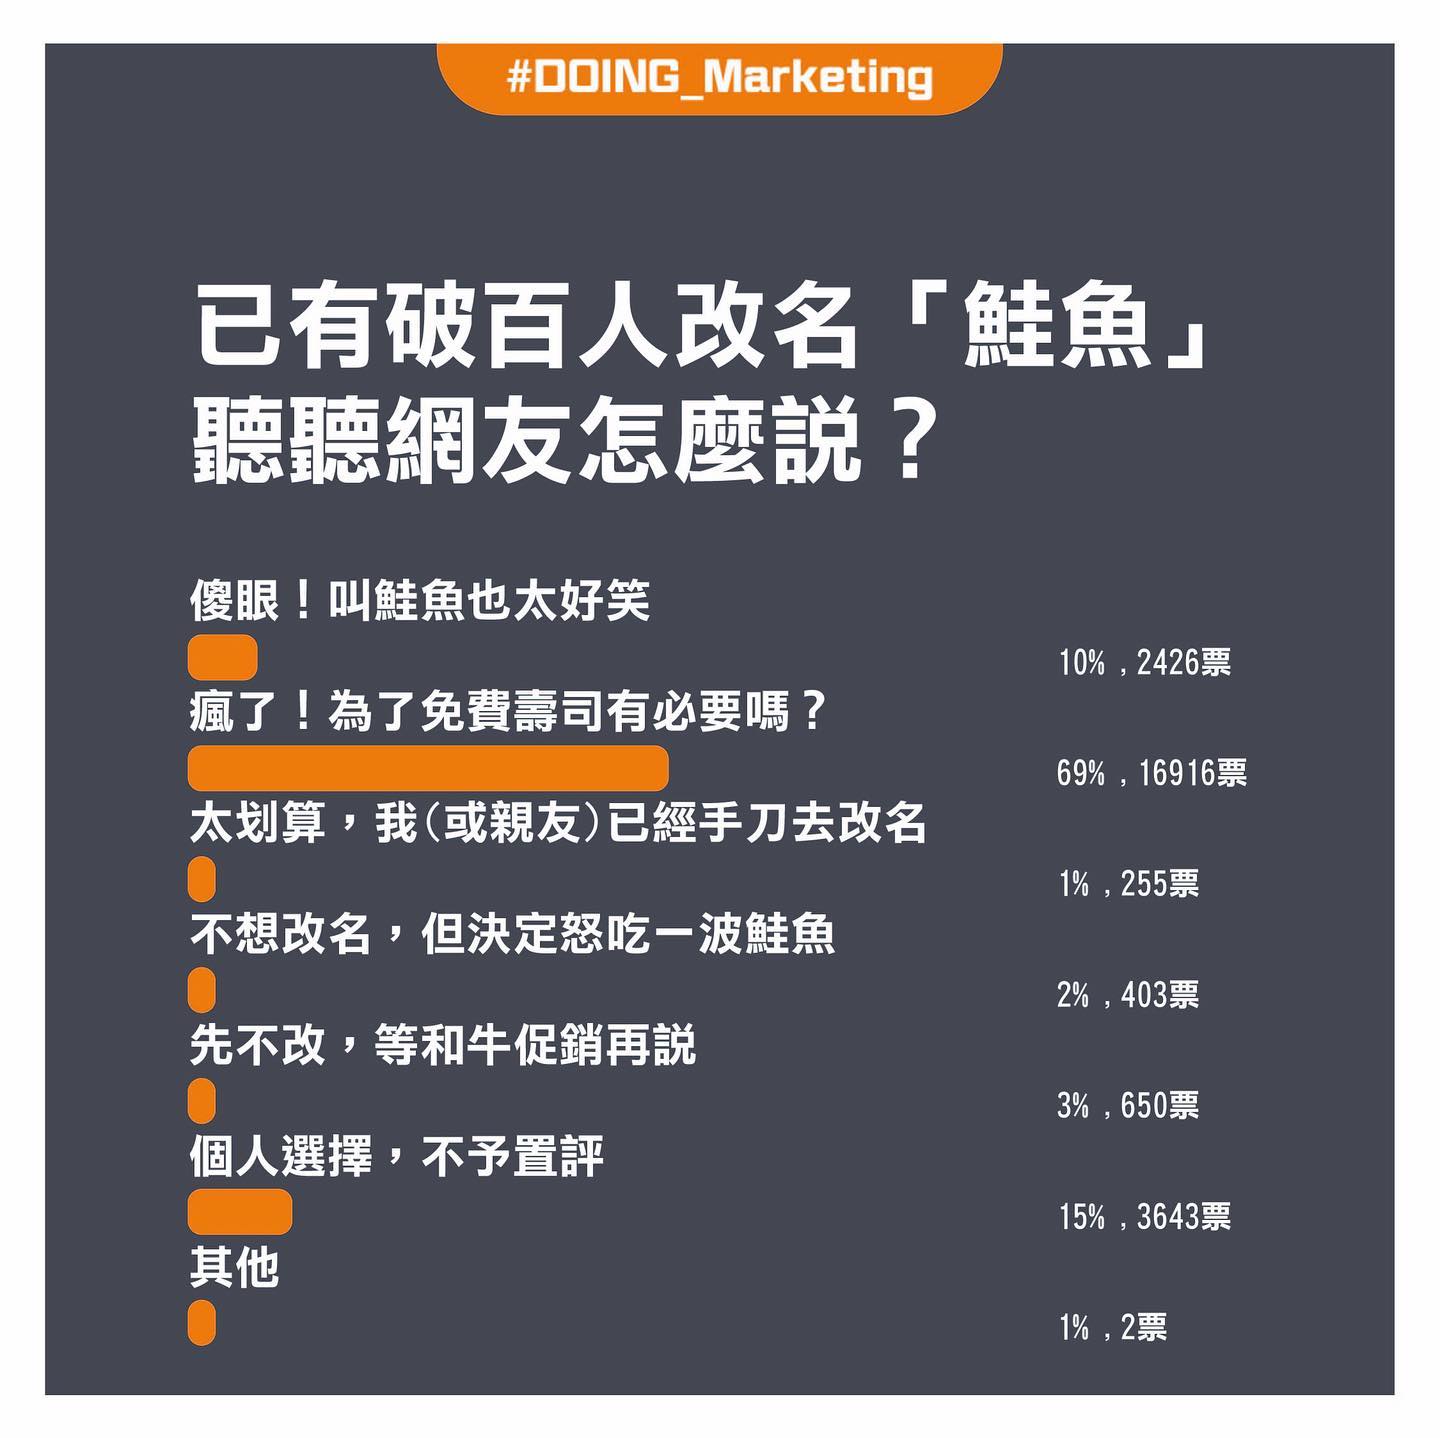 #DOING_Marketing
已有破百人改名「鮭魚」
聽聽網友怎麼説？
傻眼！叫鮭魚也太好笑
10% , 2426票
瘋了！為了免費壽司有必要嗎？
69% , 16916票
太划算，我(或親友)已經手刀去改名
1% , 255票
不想改名，但決定怒吃一波鮭魚
2% , 403票
先不改，等和牛促銷再説
3% , 650票
個人選擇，不予置評
15% , 3643票
其他
1% , 2票